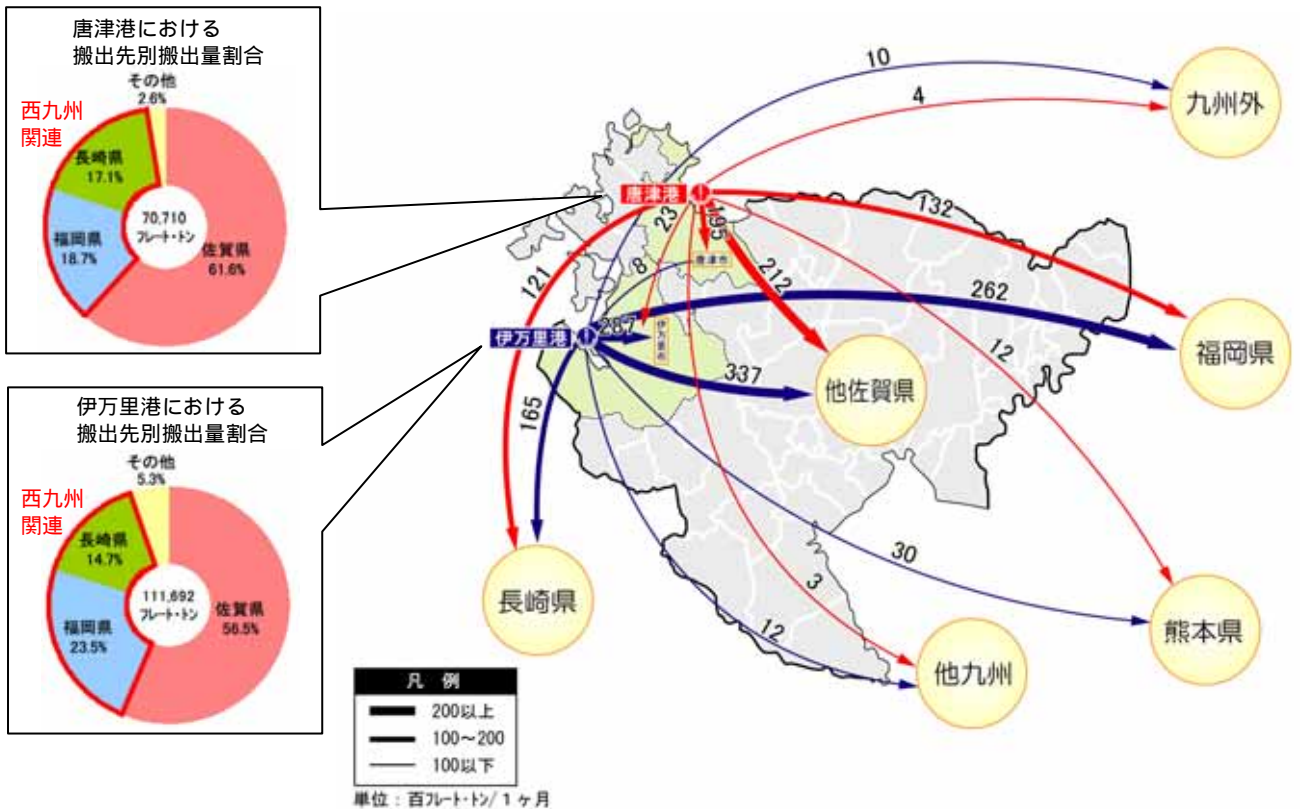 唐津港における
搬出先別搬出量割合
その他
2.6%
西九州
関連
長崎県
17.1%
福岡県
18.7%
70,710
フレート・トン
佐賀県
61.6%
伊万里港における
搬出先別搬出量割合
その他
5.3%
西九州
関連
長崎県
14.7%
福岡県
23.5%
111,692
フレート・トン
佐賀県
56.5%
10
4
九州外
唐津港
132
23
195
唐津市
212
121
8
262
伊万里港
287
伊万里市
12
福岡県
337
他佐賀県
165
30
3
長崎県
12
熊本県
他九州
凡 例
200以上
100～200
100以下
単位：百フレート・トン/１ヶ月